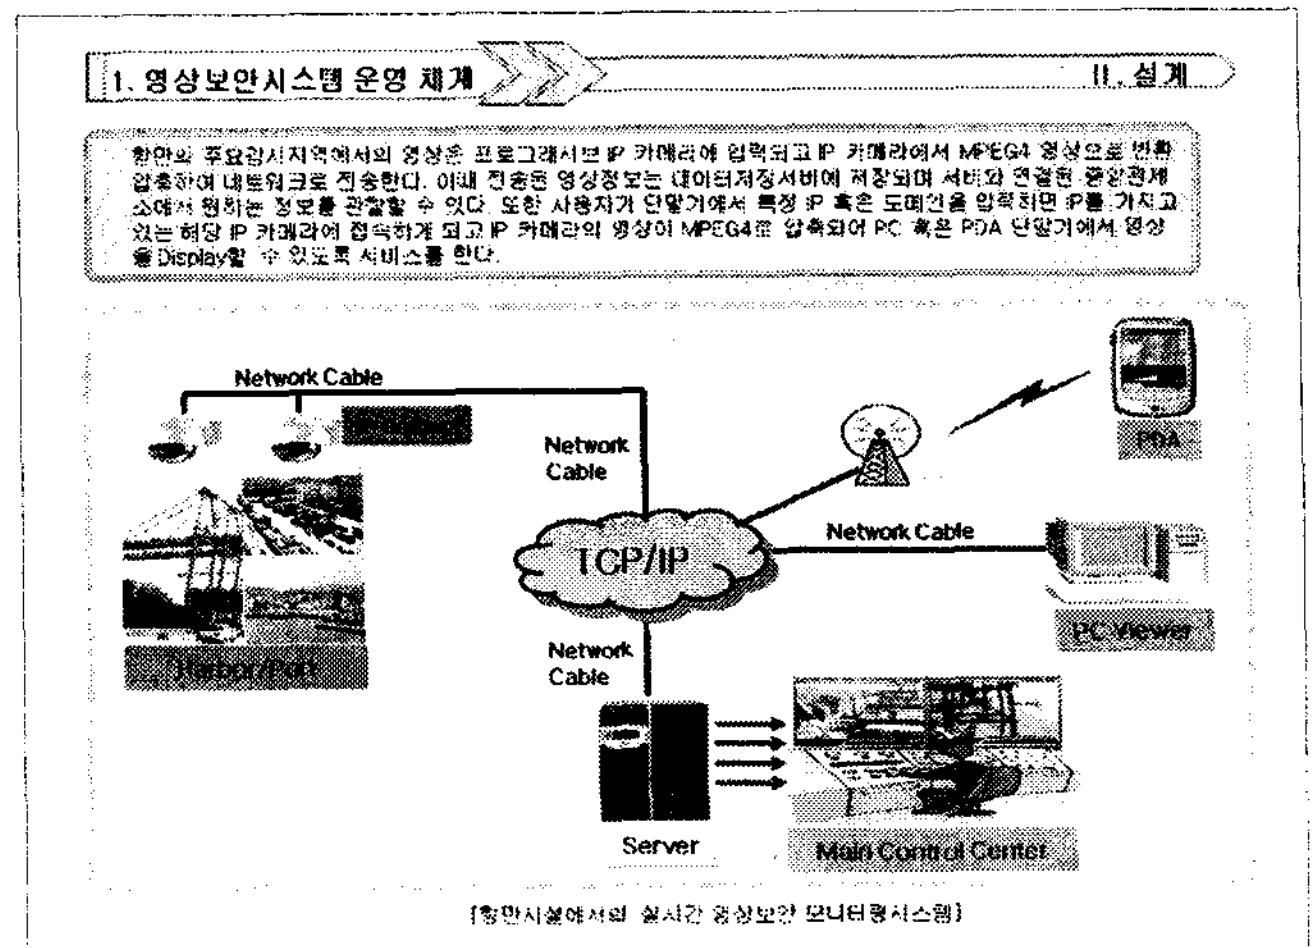 1. 영상보안시스템 운영 체계
II. 설계
항만의 주요감시지역에서의 영상은 프로그래시브 IP 카메라에 입력되고 IP 카메라에서 MPEG4 영상으로 변환
압축하여 네트워크로 전송한다. 이때 전송된 영상정보는 데이터저장서버에 저장되며 서버와 연결된 중앙관제
소에서 원하는 정보를 관찰할 수 있다. 또한 사용자가 단말기에서 특정 IP 혹은 도메인을 입력하면 IP를 가지고
있는 해당 IP 카메라에 접속하게 되고 IP 카메라의 영상이 MPEG4로 압축되어 PC 혹은 PDA 단말기에서 영상
을 Display할 수 있도록 서비스를 한다.
Network Cable
Network
Cable
PDA
TCP/IP
Network Cable
PC Viewer
Harbor/Port
Network
Cable
Server
Main Control Center
[항만시설에서의 실시간 영상보안 모니터링시스템]